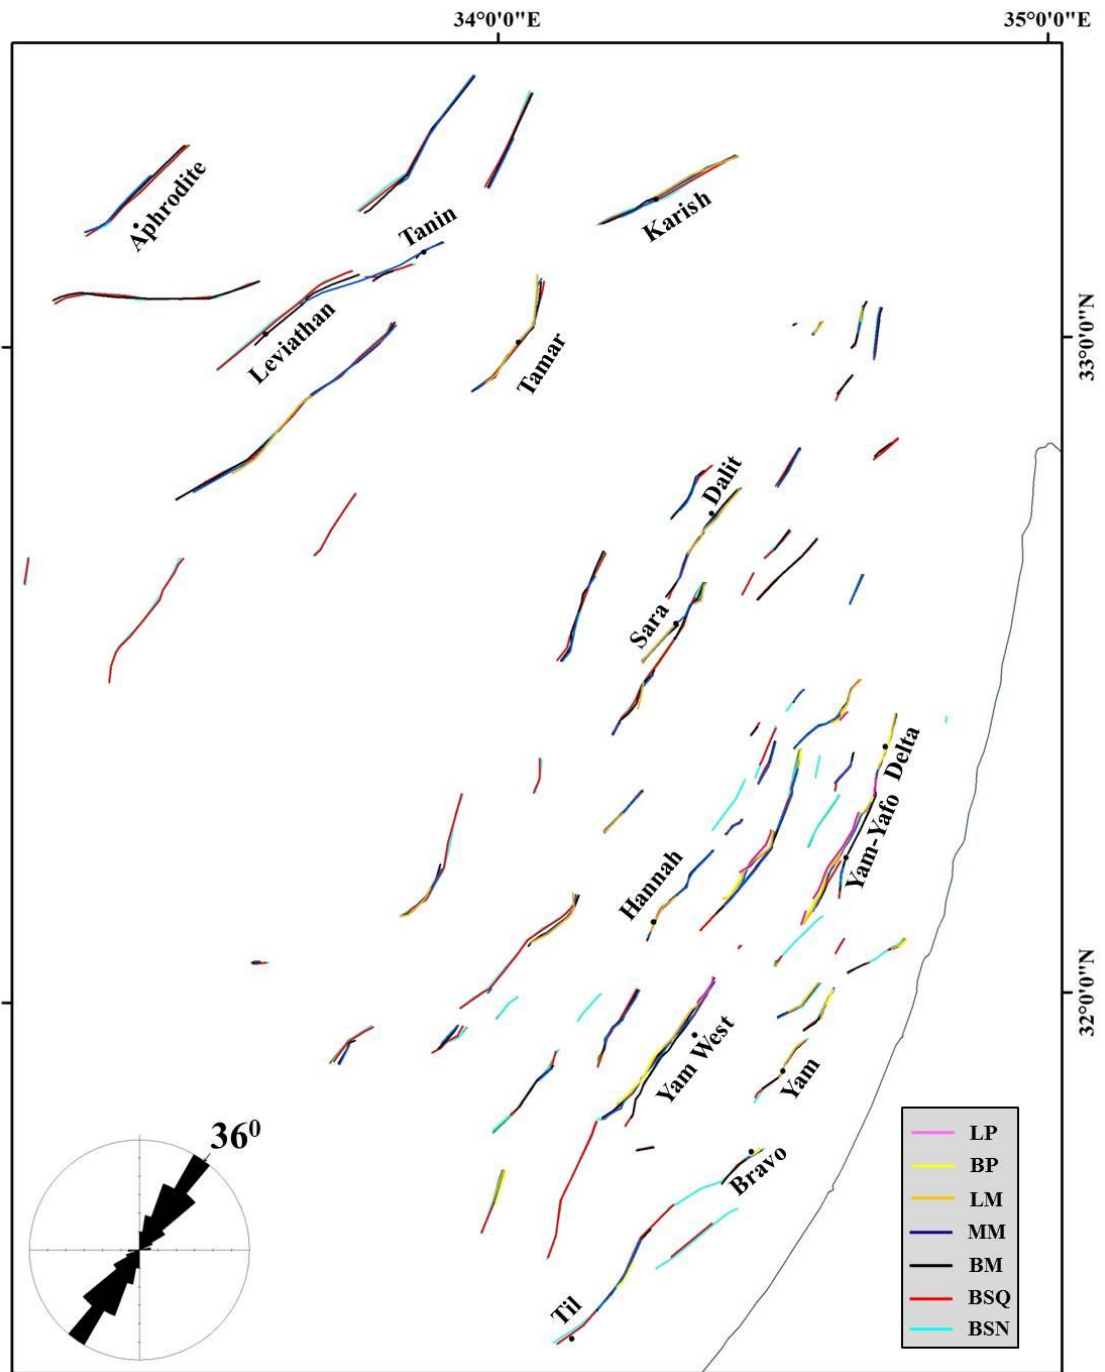 34°0'0"E
35°0'0"E
Aphrodite
Tanin
Karish
Leviathan
Tamar
33°0'0"N
Dalit
Sara
Delta
Yam-Yafo
Hannah
32°0'0"N
Yam West
Yam
Bravo
Til
36⁰
LP
BP
LM
MM
BM
BSQ
BSN